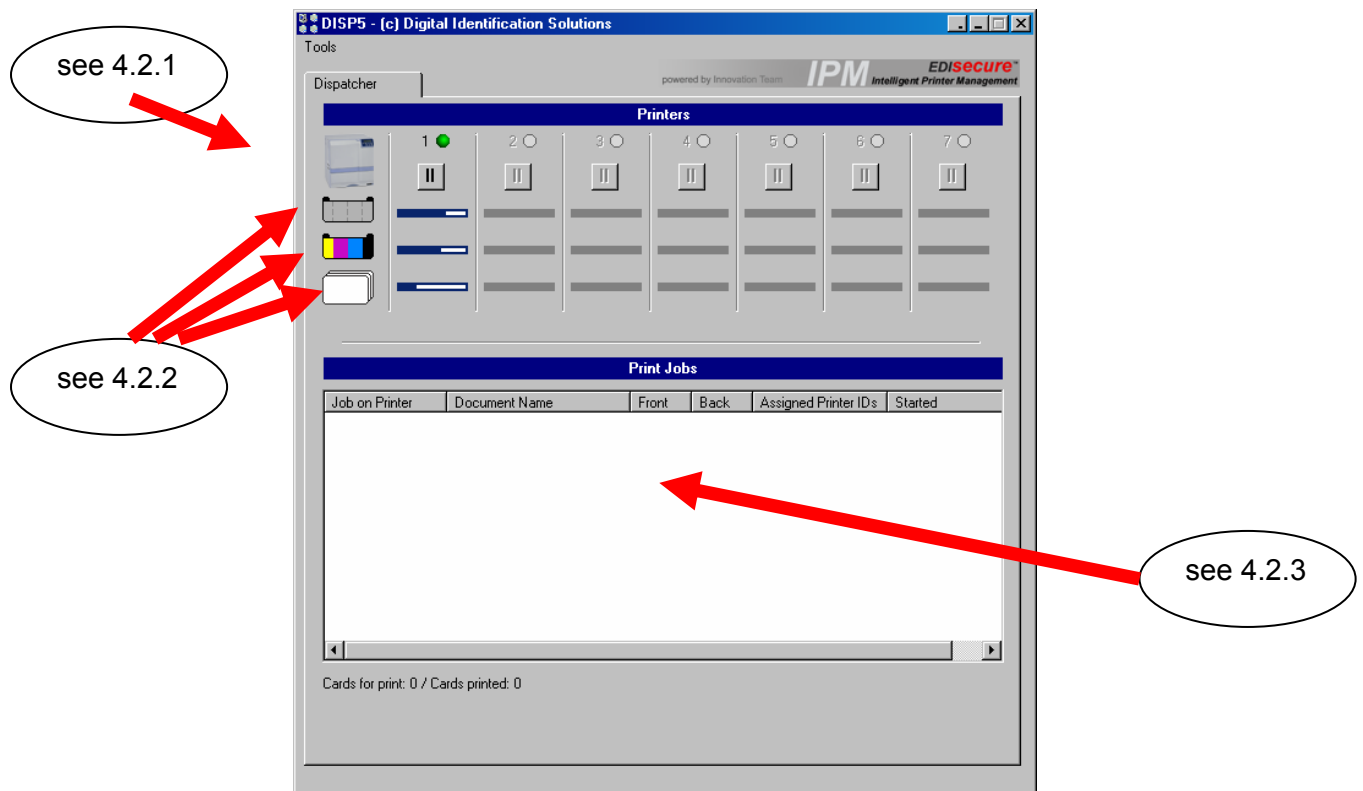 DISP5 - (c) Digital Identification Solutions
Tools
see 4.2.1
Dispatcher
powered by Innovation Team IPM EDIsecure™
Intelligent Printer Management
Printers
1 2 3 4 5 6 7
see 4.2.2
Print Jobs
Job on Printer Document Name Front Back Assigned Printer IDs Started
see 4.2.3
Cards for print: 0 / Cards printed: 0